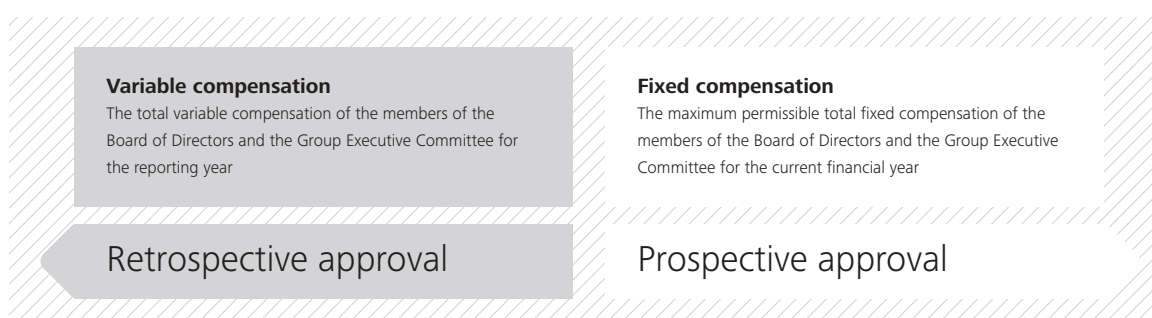 Variable compensation
The total variable compensation of the members of the
Board of Directors and the Group Executive Committee for
the reporting year
Retrospective approval
Fixed compensation
The maximum permissible total fixed compensation of the
members of the Board of Directors and the Group Executive
Committee for the current financial year
Prospective approval